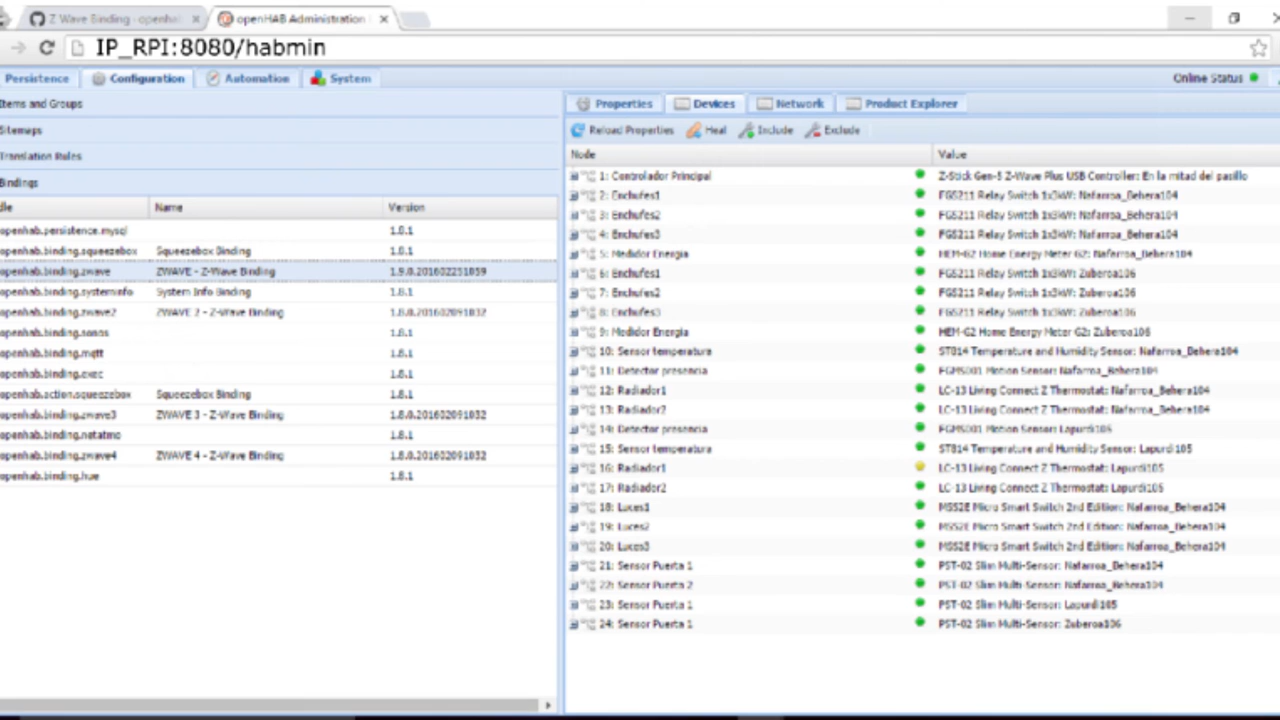 Z Wave Binding - openha
openHAB Administration
IP_RPI:8080/habmin
Persistence Configuration Automation System
Online Status
Items and Groups
Sitemaps
Translation Rules
Bindings
Name Version
openhab.persistence.mysql 1.8.1
openhab.binding.squeezebox Squeezebox Binding 1.8.1
openhab.binding.zwave ZWAVE - Z-Wave Binding 1.9.0.201602251859
openhab.binding.systeminfo System Info Binding 1.8.1
openhab.binding.zwave2 ZWAVE 2 - Z-Wave Binding 1.8.0.201602091832
openhab.binding.sonos 1.8.1
openhab.binding.mqtt 1.8.1
openhab.binding.exec 1.8.1
openhab.action.squeezebox Squeezebox Binding 1.8.1
openhab.binding.zwave3 ZWAVE 3 - Z-Wave Binding 1.8.0.201602091832
openhab.binding.netatmo 1.8.1
openhab.binding.zwave4 ZWAVE 4 - Z-Wave Binding 1.8.0.201602091832
openhab.binding.hue 1.8.1
Properties Devices Network Product Explorer
Reload Properties Heal Include Exclude
Node Value
1: Controlador Principal Z-Stick Gen-5 Z-Wave Plus USB Controller: En la mitad del pasillo
2: Enchufes1 FGS211 Relay Switch 1x3kW: Nafarroa_Behera104
3: Enchufes2 FGS211 Relay Switch 1x3kW: Nafarroa_Behera104
4: Enchufes3 FGS211 Relay Switch 1x3kW: Nafarroa_Behera104
5: Medidor Energia HEM-G2 Home Energy Meter G2: Nafarroa_Behera104
6: Enchufes1 FGS211 Relay Switch 1x3kW: Zuberoa106
7: Enchufes2 FGS211 Relay Switch 1x3kW: Zuberoa106
8: Enchufes3 FGS211 Relay Switch 1x3kW: Zuberoa106
9: Medidor Energia HEM-G2 Home Energy Meter G2: Zuberoa106
10: Sensor temperatura ST814 Temperature and Humidity Sensor: Nafarroa_Behera104
11: Detector presencia FGMS001 Motion Sensor: Nafarroa_Behera104
12: Radiador1 LC-13 Living Connect Z Thermostat: Nafarroa_Behera104
13: Radiador2 LC-13 Living Connect Z Thermostat: Nafarroa_Behera104
14: Detector presencia FGMS001 Motion Sensor: Lapurdi105
15: Sensor temperatura ST814 Temperature and Humidity Sensor: Lapurdi105
16: Radiador1 LC-13 Living Connect Z Thermostat: Lapurdi105
17: Radiador2 LC-13 Living Connect Z Thermostat: Lapurdi105
18: Luces1 MSS2E Micro Smart Switch 2nd Edition: Nafarroa_Behera104
19: Luces2 MSS2E Micro Smart Switch 2nd Edition: Nafarroa_Behera104
20: Luces3 MSS2E Micro Smart Switch 2nd Edition: Nafarroa_Behera104
21: Sensor Puerta 1 PST-02 Slim Multi-Sensor: Nafarroa_Behera104
22: Sensor Puerta 2 PST-02 Slim Multi-Sensor: Nafarroa_Behera104
23: Sensor Puerta 1 PST-02 Slim Multi-Sensor: Lapurdi105
24: Sensor Puerta 1 PST-02 Slim Multi-Sensor: Zuberoa106